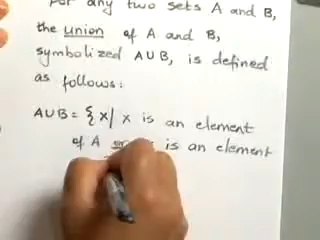 For any two sets A and B,
the union of A and B,
symbolized A∪B, is defined
as follows:
A∪B = { x | x is an element
of A or is an element